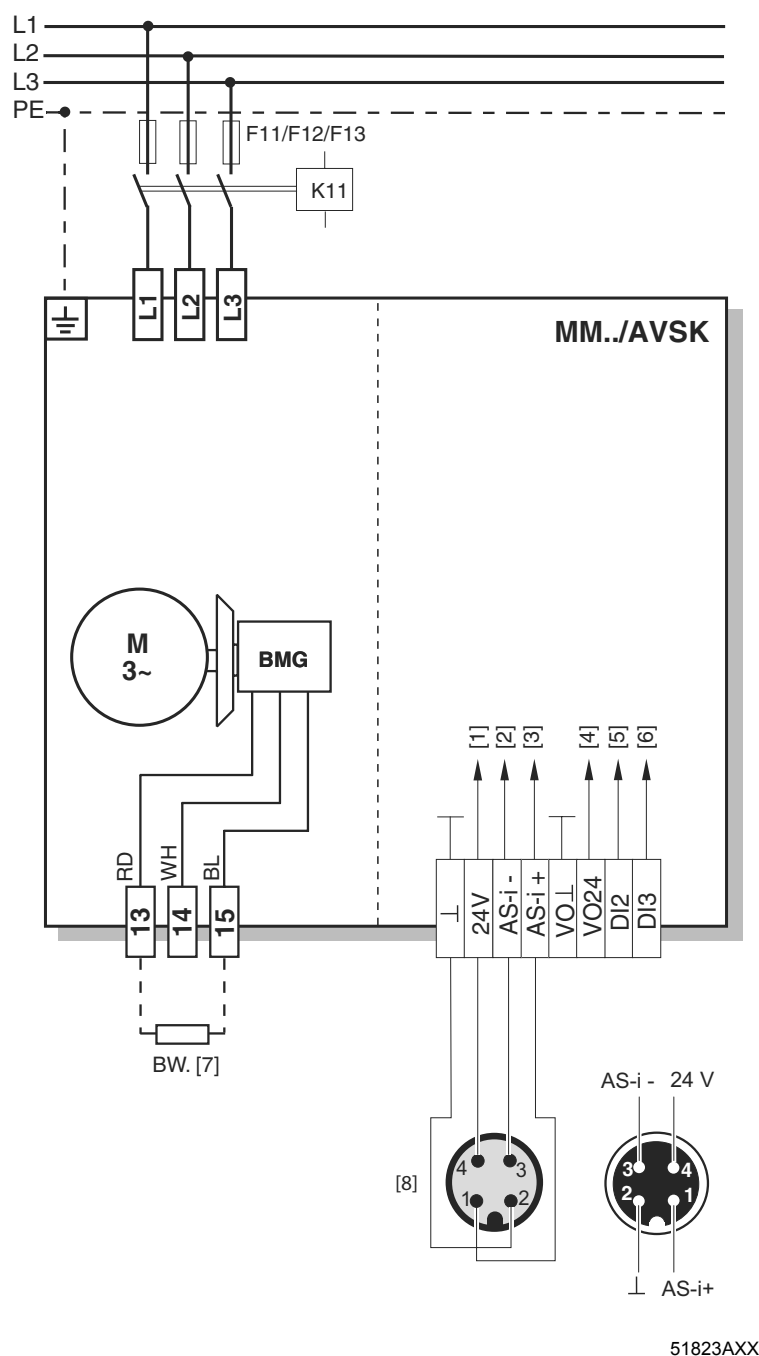 L1
L2
L3
PE
F11/F12/F13
K11
L1
L2
L3
MM../AVSK
M
3~
BMG
[1]
[2]
[3]
[4]
[5]
[6]
RD
WH
BL
13
14
15
⊥
24V
AS-i -
AS-i +
VO⊥
VO24
DI2
DI3
BW. [7]
AS-i - 24 V
[8]
4
3
1
2
3
4
2
1
⊥ AS-i+
51823AXX